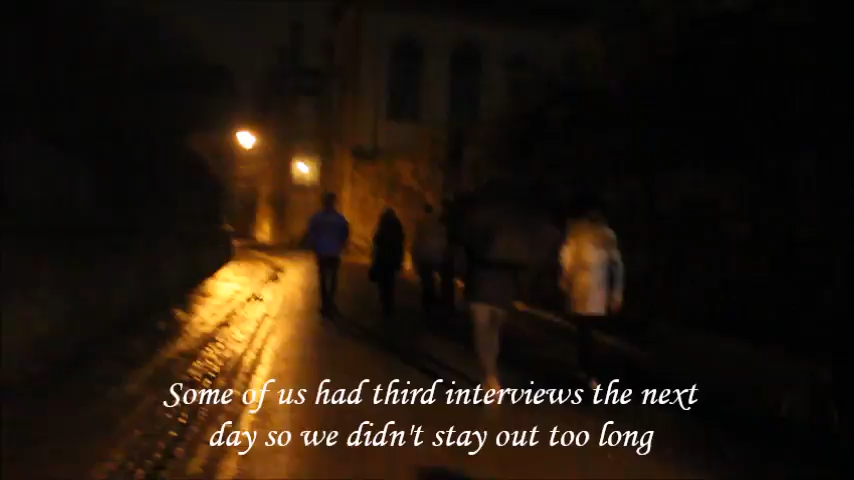 Some of us had third interviews the next
day so we didn't stay out too long